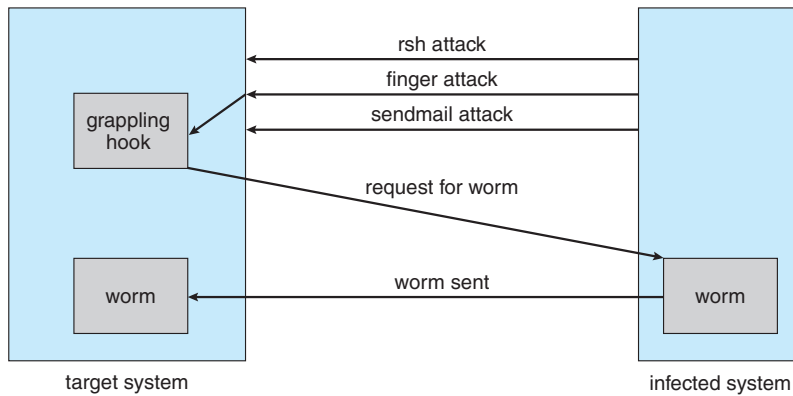 rsh attack
finger attack
sendmail attack
grappling
hook
request for worm
worm
worm sent
worm
target system
infected system